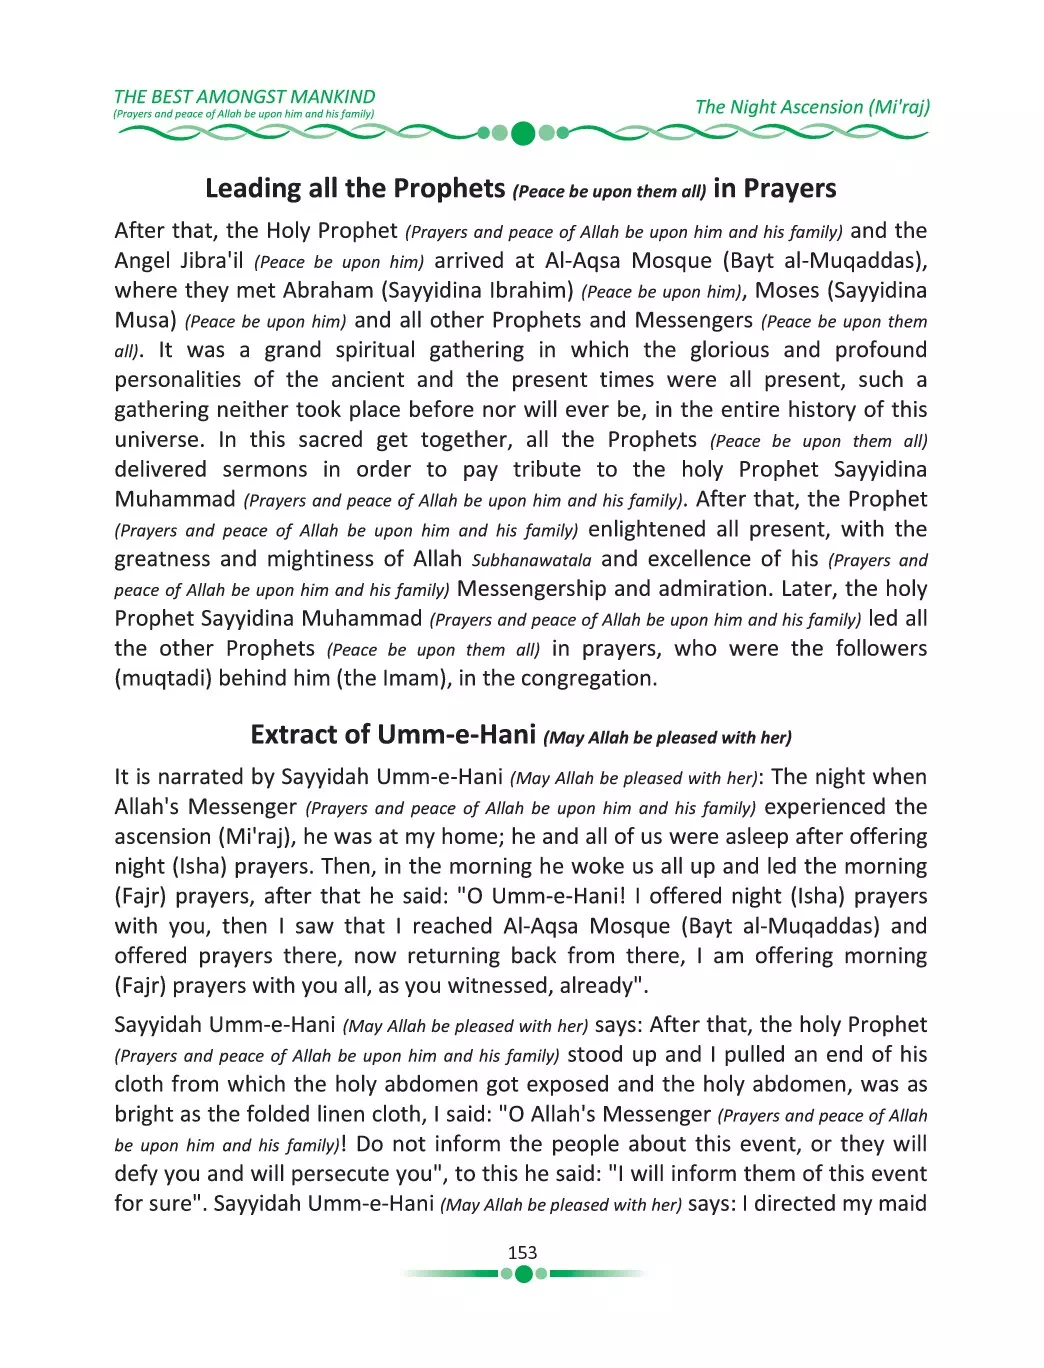 THE BEST AMONGST MANKIND
(Prayers and peace of Allah be upon him and his family)
The Night Ascension (Mi'raj)
Leading all the Prophets (Peace be upon them all) in Prayers
After that, the Holy Prophet (Prayers and peace of Allah be upon him and his family) and the
Angel Jibra'il (Peace be upon him) arrived at Al-Aqsa Mosque (Bayt al-Muqaddas),
where they met Abraham (Sayyidina Ibrahim) (Peace be upon him), Moses (Sayyidina
Musa) (Peace be upon him) and all other Prophets and Messengers (Peace be upon them
all). It was a grand spiritual gathering in which the glorious and profound
personalities of the ancient and the present times were all present, such a
gathering neither took place before nor will ever be, in the entire history of this
universe. In this sacred get together, all the Prophets (Peace be upon them all)
delivered sermons in order to pay tribute to the holy Prophet Sayyidina
Muhammad (Prayers and peace of Allah be upon him and his family). After that, the Prophet
(Prayers and peace of Allah be upon him and his family) enlightened all present, with the
greatness and mightiness of Allah Subhanawatala and excellence of his (Prayers and
peace of Allah be upon him and his family) Messengership and admiration. Later, the holy
Prophet Sayyidina Muhammad (Prayers and peace of Allah be upon him and his family) led all
the other Prophets (Peace be upon them all) in prayers, who were the followers
(muqtadi) behind him (the Imam), in the congregation.
Extract of Umm-e-Hani (May Allah be pleased with her)
It is narrated by Sayyidah Umm-e-Hani (May Allah be pleased with her): The night when
Allah's Messenger (Prayers and peace of Allah be upon him and his family) experienced the
ascension (Mi'raj), he was at my home; he and all of us were asleep after offering
night (Isha) prayers. Then, in the morning he woke us all up and led the morning
(Fajr) prayers, after that he said: "O Umm-e-Hani! I offered night (Isha) prayers
with you, then I saw that I reached Al-Aqsa Mosque (Bayt al-Muqaddas) and
offered prayers there, now returning back from there, I am offering morning
(Fajr) prayers with you all, as you witnessed, already".
Sayyidah Umm-e-Hani (May Allah be pleased with her) says: After that, the holy Prophet
(Prayers and peace of Allah be upon him and his family) stood up and I pulled an end of his
cloth from which the holy abdomen got exposed and the holy abdomen, was as
bright as the folded linen cloth, I said: "O Allah's Messenger (Prayers and peace of Allah
be upon him and his family)! Do not inform the people about this event, or they will
defy you and will persecute you", to this he said: "I will inform them of this event
for sure". Sayyidah Umm-e-Hani (May Allah be pleased with her) says: I directed my maid
153